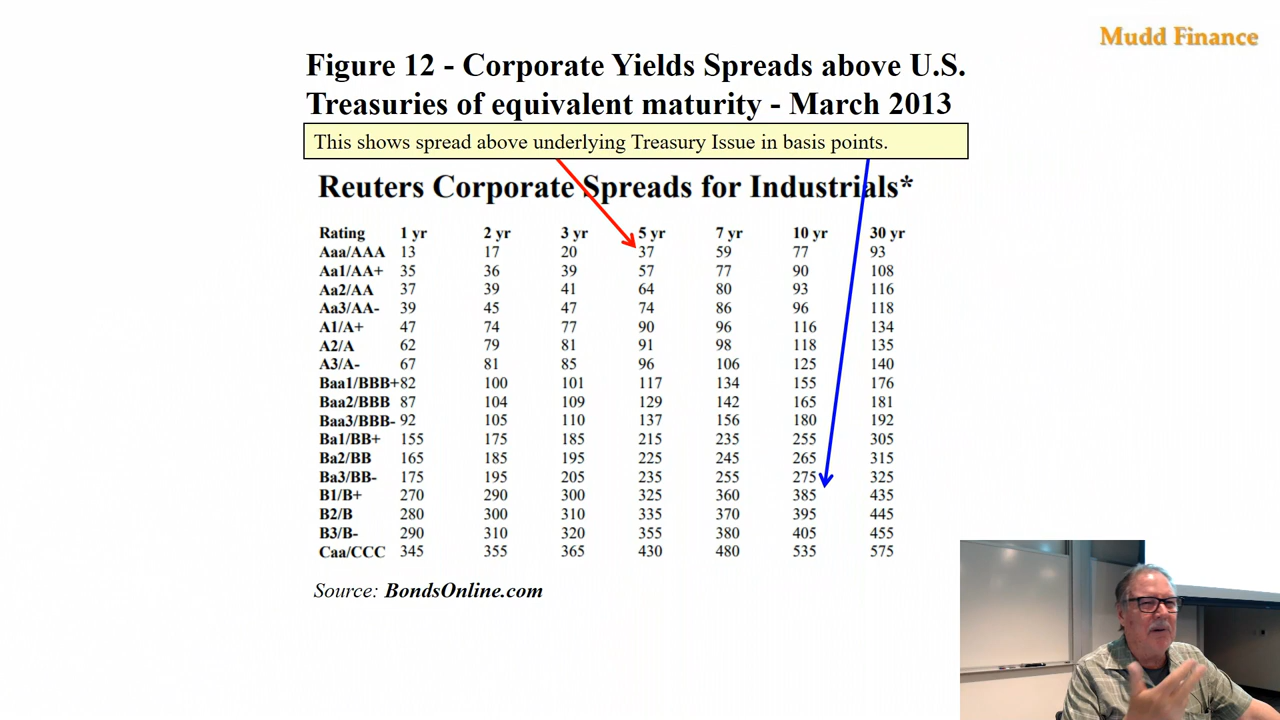 Mudd Finance
Figure 12 - Corporate Yields Spreads above U.S.
Treasuries of equivalent maturity - March 2013
This shows spread above underlying Treasury Issue in basis points.
Reuters Corporate Spreads for Industrials*
Rating 1 yr 2 yr 3 yr 5 yr 7 yr 10 yr 30 yr
Aaa/AAA 13 17 20 37 59 77 93
Aa1/AA+ 35 36 39 57 77 90 108
Aa2/AA 37 39 41 64 80 93 116
Aa3/AA- 39 45 47 74 86 96 118
A1/A+ 47 74 77 90 96 116 134
A2/A 62 79 81 91 98 118 135
A3/A- 67 81 85 96 106 125 140
Baa1/BBB+ 82 100 101 117 134 155 176
Baa2/BBB 87 104 109 129 142 165 181
Baa3/BBB- 92 105 110 137 156 180 192
Ba1/BB+ 155 175 185 215 235 255 305
Ba2/BB 165 185 195 225 245 265 315
Ba3/BB- 175 195 205 235 255 275 325
B1/B+ 270 290 300 325 360 385 435
B2/B 280 300 310 335 370 395 445
B3/B- 290 310 320 355 380 405 455
Caa/CCC 345 355 365 430 480 535 575
Source: BondsOnline.com